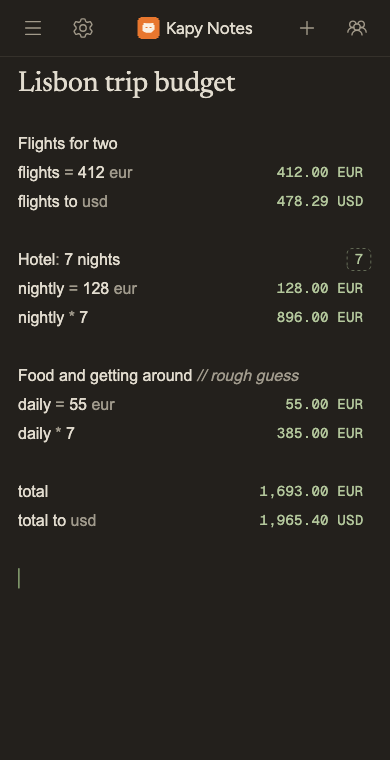 Kapy Notes
Lisbon trip budget
Flights for two
flights = 412 eur 412.00 EUR
flights to usd 478.29 USD
Hotel: 7 nights 7
nightly = 128 eur 128.00 EUR
nightly * 7 896.00 EUR
Food and getting around // rough guess
daily = 55 eur 55.00 EUR
daily * 7 385.00 EUR
total 1,693.00 EUR
total to usd 1,965.40 USD